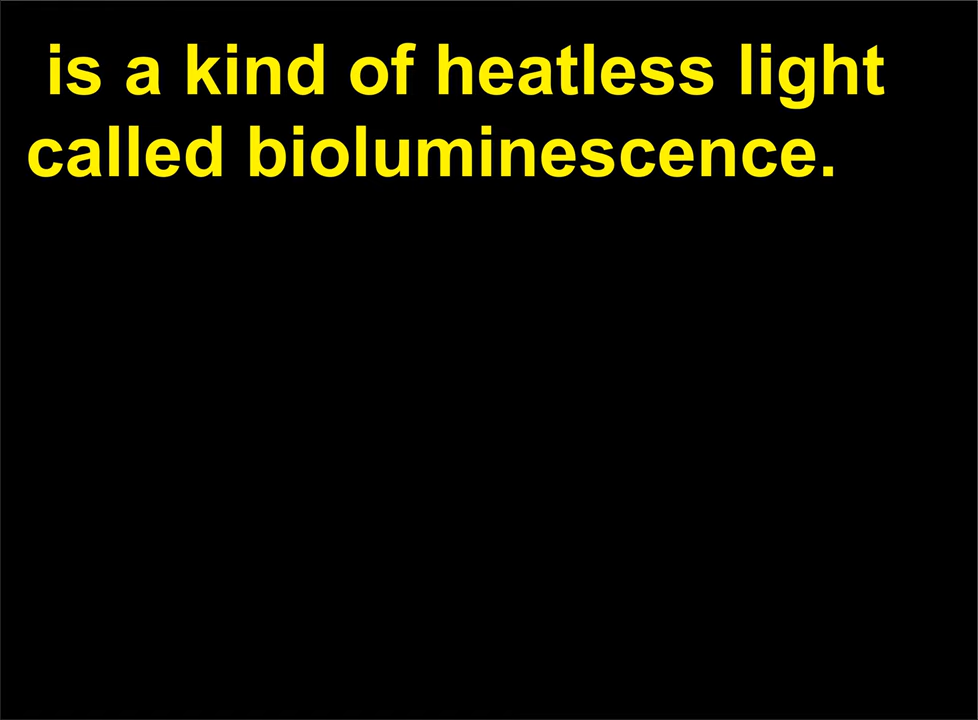 is a kind of heatless light
called bioluminescence.